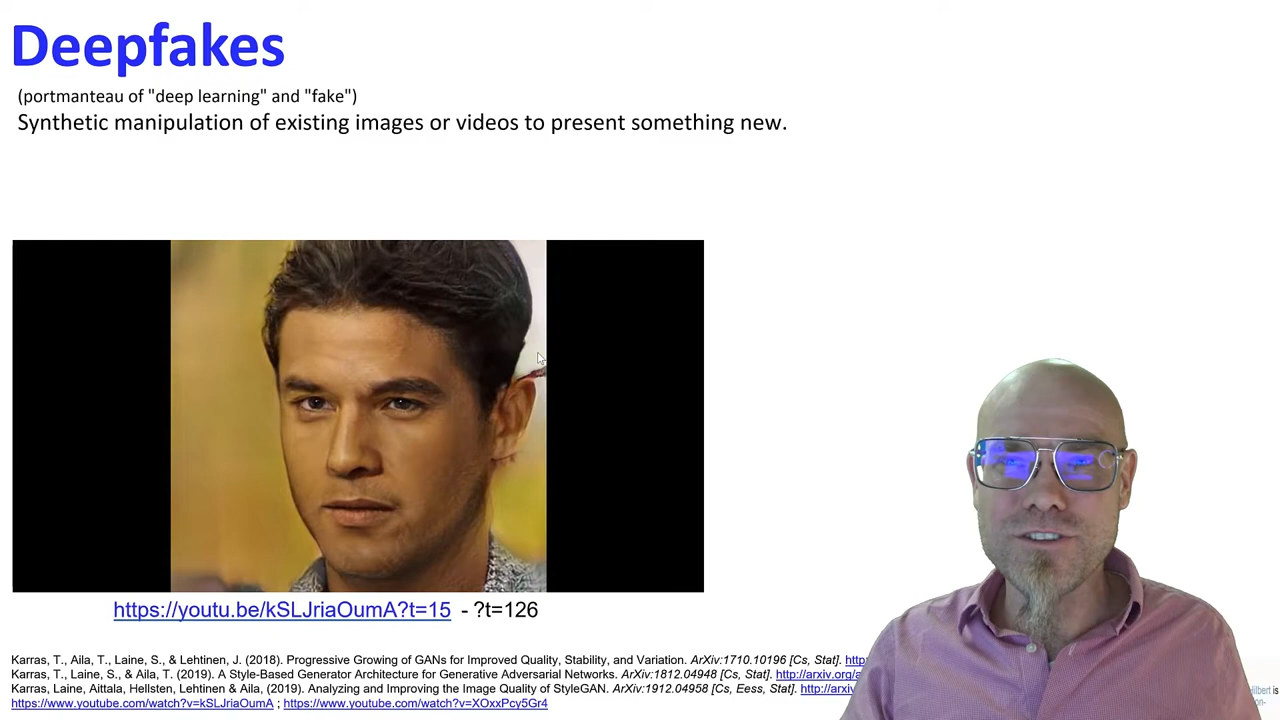 Deepfakes
(portmanteau of "deep learning" and "fake")
Synthetic manipulation of existing images or videos to present something new.
https://youtu.be/kSLJriaOumA?t=15 - ?t=126
Karras, T., Aila, T., Laine, S., & Lehtinen, J. (2018). Progressive Growing of GANs for Improved Quality, Stability, and Variation. ArXiv:1710.10196 [Cs, Stat]. http
Karras, T., Laine, S., & Aila, T. (2019). A Style-Based Generator Architecture for Generative Adversarial Networks. ArXiv:1812.04948 [Cs, Stat]. http://arxiv.org/a
Karras, Laine, Aittala, Hellsten, Lehtinen & Aila, (2019). Analyzing and Improving the Image Quality of StyleGAN. ArXiv:1912.04958 [Cs, Eess, Stat]. http://arxiv
https://www.youtube.com/watch?v=kSLJriaOumA ; https://www.youtube.com/watch?v=XOxxPcy5Gr4
is